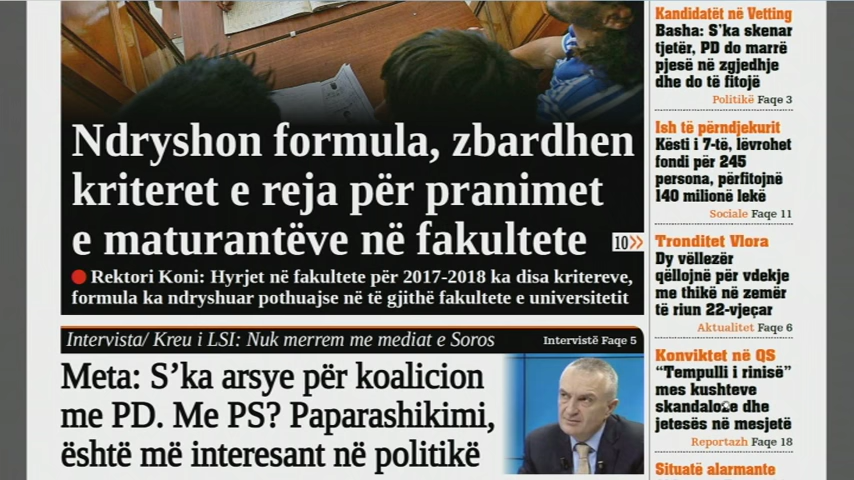 Ndryshon formula, zbardhen
kriteret e reja për pranimet
e maturantëve në fakultete
10
Rektori Koni: Hyrjet në fakultete për 2017-2018 ka disa kritereve,
formula ka ndryshuar pothuajse në të gjithë fakultete e universitetit
Intervista/ Kreu i LSI: Nuk merrem me mediat e Soros
Intervistë Faqe 5
Meta: S’ka arsye për koalicion
me PD. Me PS? Paparashikimi,
është më interesant në politikë
Kandidatët në Vetting
Basha: S’ka skenar
tjetër, PD do marrë
pjesë në zgjedhje
dhe do të fitojë
Politikë Faqe 3
Ish të përndjekurit
Kësti i 7-të, lëvrohet
fondi për 245
persona, përfitojnë
140 milionë lekë
Sociale Faqe 11
Tronditet Vlora
Dy vëllezër
qëllojnë për vdekje
me thikë në zemër
të riun 22-vjeçar
Aktualitet Faqe 6
Konviktet në QS
“Tempulli i rinisë”
mes kushteve
skandaloze dhe
jetesës në mesjetë
Reportazh Faqe 18
Situatë alarmante